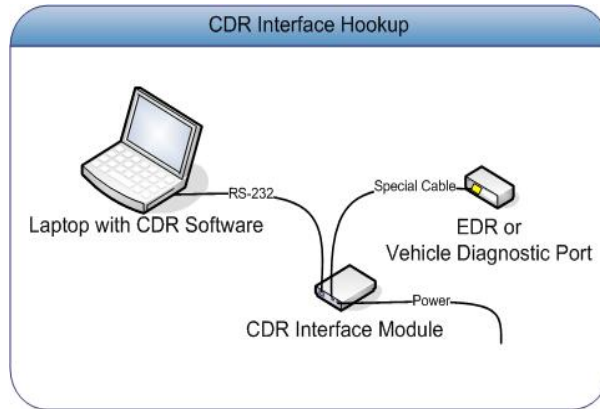 CDR Interface Hookup
RS-232
Special Cable
Laptop with CDR Software
EDR or
Vehicle Diagnostic Port
Power
CDR Interface Module